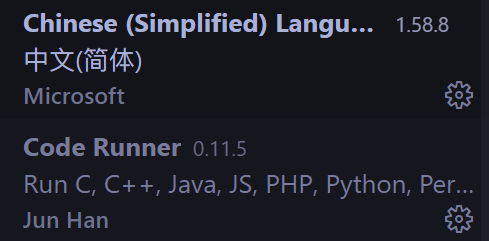 Chinese (Simplified) Langu... 1.58.8
中文(简体)
Microsoft
Code Runner 0.11.5
Run C, C++, Java, JS, PHP, Python, Per...
Jun Han